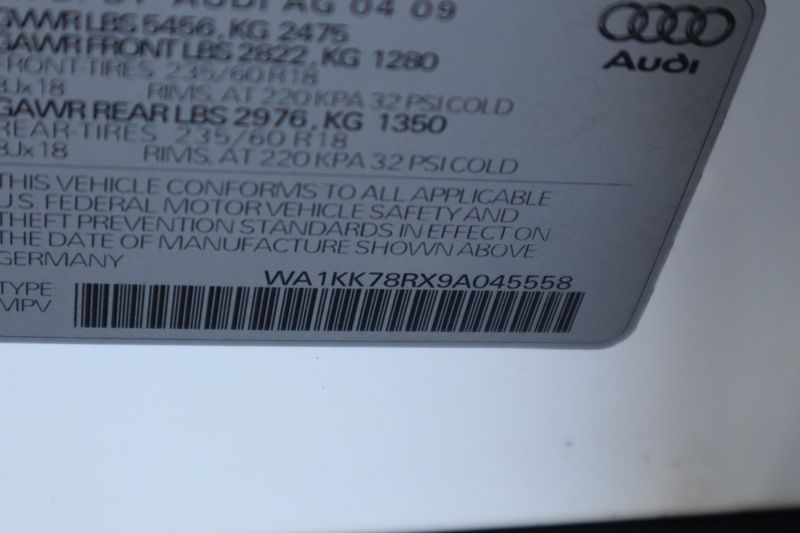 AUDI AG 04 09
GAWR LBS 5456, KG 2475
GAWR FRONT LBS 2822, KG 1280
FRONT-TIRES 235/60 R18
8Jx18 RIMS, AT 220 KPA 32 PSI COLD
GAWR REAR LBS 2976, KG 1350
REAR-TIRES 235/60 R18
8Jx18 RIMS, AT 220 KPA 32 PSI COLD
THIS VEHICLE CONFORMS TO ALL APPLICABLE
U.S. FEDERAL MOTOR VEHICLE SAFETY AND
THEFT PREVENTION STANDARDS IN EFFECT ON
THE DATE OF MANUFACTURE SHOWN ABOVE
GERMANY
WA1KK78RX9A045558
TYPE
MPV
Audi